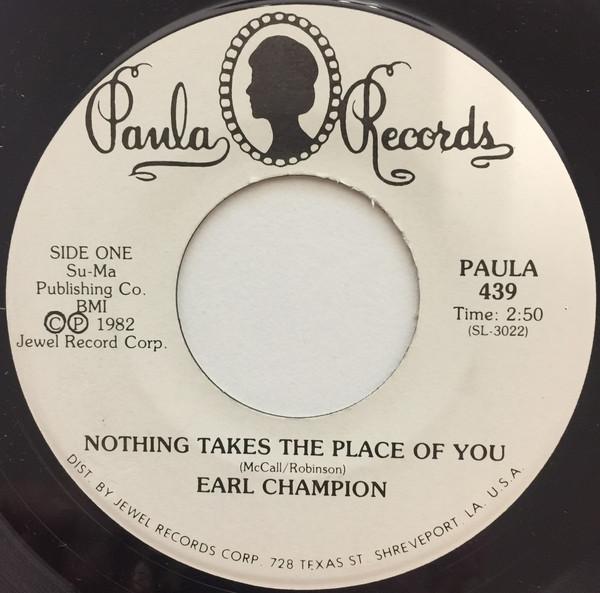 Paula Records
SIDE ONE
Su-Ma
Publishing Co.
BMI
Ⓒ Ⓟ 1982
Jewel Record Corp.
PAULA
439
Time: 2:50
(SL-3022)
NOTHING TAKES THE PLACE OF YOU
(McCall/Robinson)
EARL CHAMPION
DIST. BY JEWEL RECORDS CORP. 728 TEXAS ST. SHREVEPORT, LA. U.S.A.